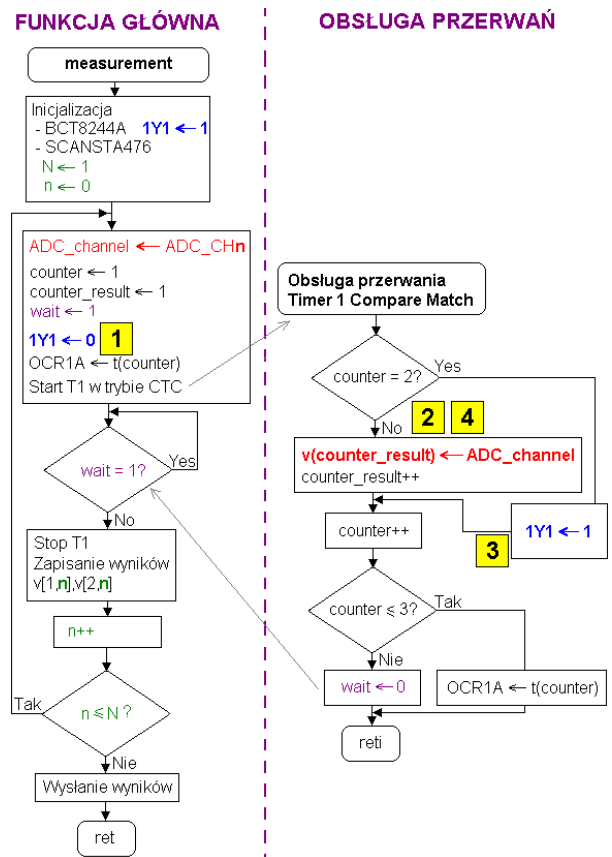 FUNKCJA GŁÓWNA
measurement
Inicjalizacja
- BCT8244A 1Y1 ← 1
- SCANSTA476
N ← 1
n ← 0
ADC_channel ← ADC_CHn
counter ← 1
counter_result ← 1
wait ← 1
1Y1 ← 0 1
OCR1A ← t(counter)
Start T1 w trybie CTC
wait = 1?
Yes
No
Stop T1
Zapisanie wyników
v[1,n],v[2,n]
n++
Tak
n ⩽ N ?
Nie
Wysłanie wyników
ret
OBSŁUGA PRZERWAŃ
Obsługa przerwania
Timer 1 Compare Match
counter = 2?
Yes
No
2 4
v(counter_result) ← ADC_channel
counter_result++
1Y1 ← 1
3
counter++
counter ⩽ 3?
Tak
Nie
wait ← 0
OCR1A ← t(counter)
reti